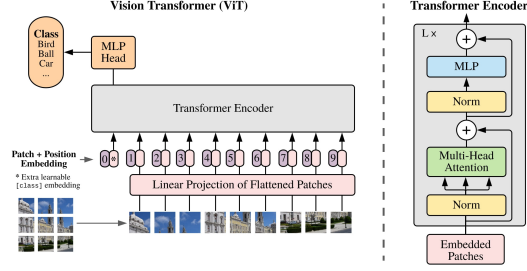 Vision Transformer (ViT)
Transformer Encoder
Class
Bird
Ball
Car
...
MLP
Head
Transformer Encoder
Patch + Position
Embedding
* Extra learnable
[class] embedding
0 * 1 2 3 4 5 6 7 8 9
Linear Projection of Flattened Patches
L x
+
MLP
Norm
+
Multi-Head
Attention
Norm
Embedded
Patches